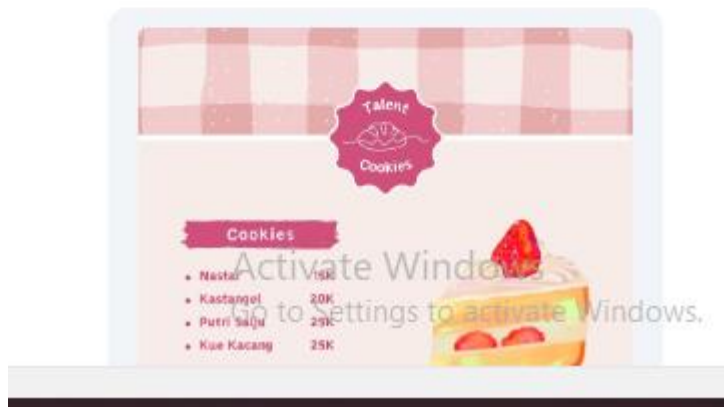 Talent
Cookies
Cookies
• Nastar 15K
• Kastangel 20K
• Putri Salju 25K
• Kue Kacang 25K
Activate Windows
Go to Settings to activate Windows.